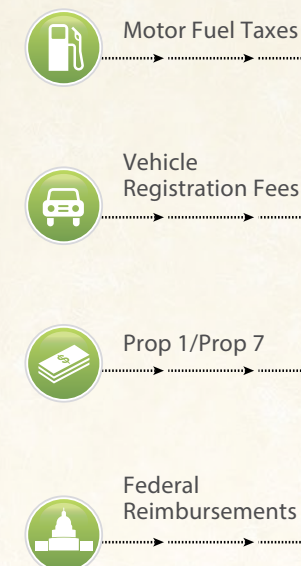 Motor Fuel Taxes
Vehicle
Registration Fees
Prop 1/Prop 7
Federal
Reimbursements